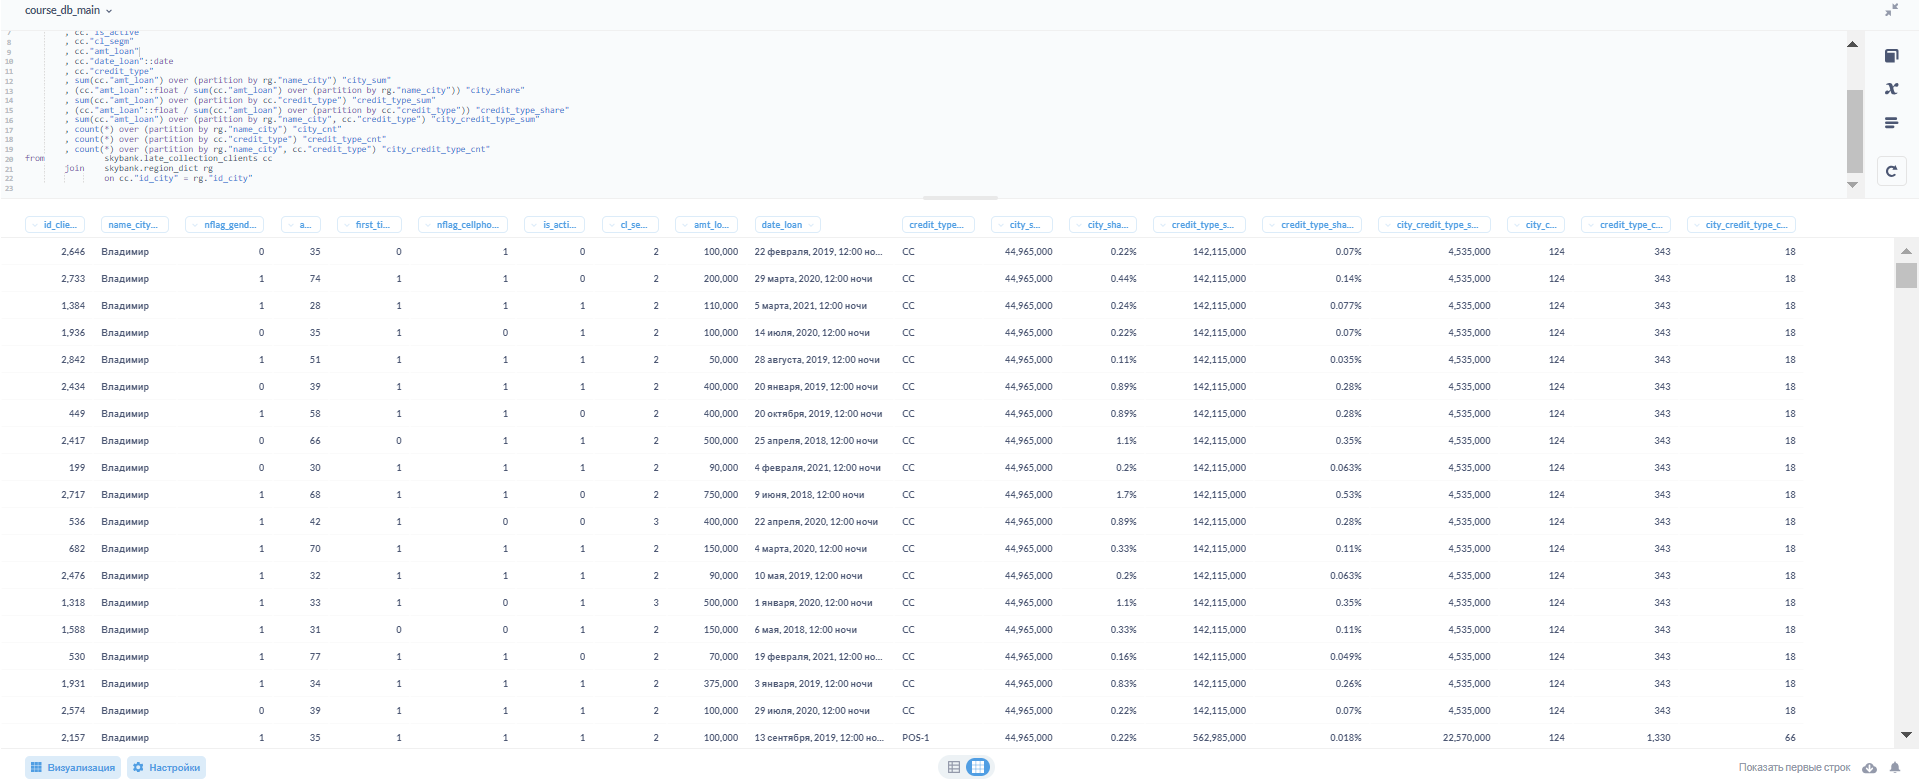 course_db_main
7 , cc."is_active"
8 , cc."cl_segm"
9 , cc."amt_loan"
10 , cc."date_loan"::date
11 , cc."credit_type"
12 , sum(cc."amt_loan") over (partition by rg."name_city") "city_sum"
13 , (cc."amt_loan"::float / sum(cc."amt_loan") over (partition by rg."name_city")) "city_share"
14 , sum(cc."amt_loan") over (partition by cc."credit_type") "credit_type_sum"
15 , (cc."amt_loan"::float / sum(cc."amt_loan") over (partition by cc."credit_type")) "credit_type_share"
16 , sum(cc."amt_loan") over (partition by rg."name_city", cc."credit_type") "city_credit_type_sum"
17 , count(*) over (partition by rg."name_city") "city_cnt"
18 , count(*) over (partition by cc."credit_type") "credit_type_cnt"
19 , count(*) over (partition by rg."name_city", cc."credit_type") "city_credit_type_cnt"
20 from skybank.late_collection_clients cc
21 join skybank.region_dict rg
22 on cc."id_city" = rg."id_city"
23
id_clie... name_city... nflag_gend... a... first_ti... nflag_cellpho... is_acti... cl_se... amt_lo... date_loan credit_type... city_s... city_sha... credit_type_s... credit_type_sha... city_credit_type_s... city_c... credit_type_c... city_credit_type_c...
2,646 Владимир 0 35 0 1 0 2 100,000 22 февраля, 2019, 12:00 но... CC 44,965,000 0.22% 142,115,000 0.07% 4,535,000 124 343 18
2,733 Владимир 1 74 1 1 0 2 200,000 29 марта, 2020, 12:00 ночи CC 44,965,000 0.44% 142,115,000 0.14% 4,535,000 124 343 18
1,384 Владимир 1 28 1 1 1 2 110,000 5 марта, 2021, 12:00 ночи CC 44,965,000 0.24% 142,115,000 0.077% 4,535,000 124 343 18
1,936 Владимир 0 35 1 0 1 2 100,000 14 июля, 2020, 12:00 ночи CC 44,965,000 0.22% 142,115,000 0.07% 4,535,000 124 343 18
2,842 Владимир 1 51 1 1 1 2 50,000 28 августа, 2019, 12:00 ночи CC 44,965,000 0.11% 142,115,000 0.035% 4,535,000 124 343 18
2,434 Владимир 0 39 1 1 1 2 400,000 20 января, 2019, 12:00 ночи CC 44,965,000 0.89% 142,115,000 0.28% 4,535,000 124 343 18
449 Владимир 1 58 1 1 0 2 400,000 20 октября, 2019, 12:00 ночи CC 44,965,000 0.89% 142,115,000 0.28% 4,535,000 124 343 18
2,417 Владимир 0 66 0 1 1 2 500,000 25 апреля, 2018, 12:00 ночи CC 44,965,000 1.1% 142,115,000 0.35% 4,535,000 124 343 18
199 Владимир 0 30 1 1 1 2 90,000 4 февраля, 2021, 12:00 ночи CC 44,965,000 0.2% 142,115,000 0.063% 4,535,000 124 343 18
2,717 Владимир 1 68 1 1 0 2 750,000 9 июня, 2018, 12:00 ночи CC 44,965,000 1.7% 142,115,000 0.53% 4,535,000 124 343 18
536 Владимир 1 42 1 0 0 3 400,000 22 апреля, 2020, 12:00 ночи CC 44,965,000 0.89% 142,115,000 0.28% 4,535,000 124 343 18
682 Владимир 1 70 1 1 1 2 150,000 4 марта, 2020, 12:00 ночи CC 44,965,000 0.33% 142,115,000 0.11% 4,535,000 124 343 18
2,476 Владимир 1 32 1 1 1 2 90,000 10 мая, 2019, 12:00 ночи CC 44,965,000 0.2% 142,115,000 0.063% 4,535,000 124 343 18
1,318 Владимир 1 33 1 0 1 3 500,000 1 января, 2020, 12:00 ночи CC 44,965,000 1.1% 142,115,000 0.35% 4,535,000 124 343 18
1,588 Владимир 1 31 0 0 1 2 150,000 6 мая, 2018, 12:00 ночи CC 44,965,000 0.33% 142,115,000 0.11% 4,535,000 124 343 18
530 Владимир 1 77 1 1 0 2 70,000 19 февраля, 2021, 12:00 но... CC 44,965,000 0.16% 142,115,000 0.049% 4,535,000 124 343 18
1,931 Владимир 1 34 1 1 1 2 375,000 3 января, 2019, 12:00 ночи CC 44,965,000 0.83% 142,115,000 0.26% 4,535,000 124 343 18
2,574 Владимир 0 39 1 1 1 2 100,000 29 июля, 2020, 12:00 ночи CC 44,965,000 0.22% 142,115,000 0.07% 4,535,000 124 343 18
2,157 Владимир 1 35 1 1 1 2 100,000 13 сентября, 2019, 12:00 но... POS-1 44,965,000 0.22% 562,985,000 0.018% 22,570,000 124 1,330 66
Визуализация Настройки Показать первые строк